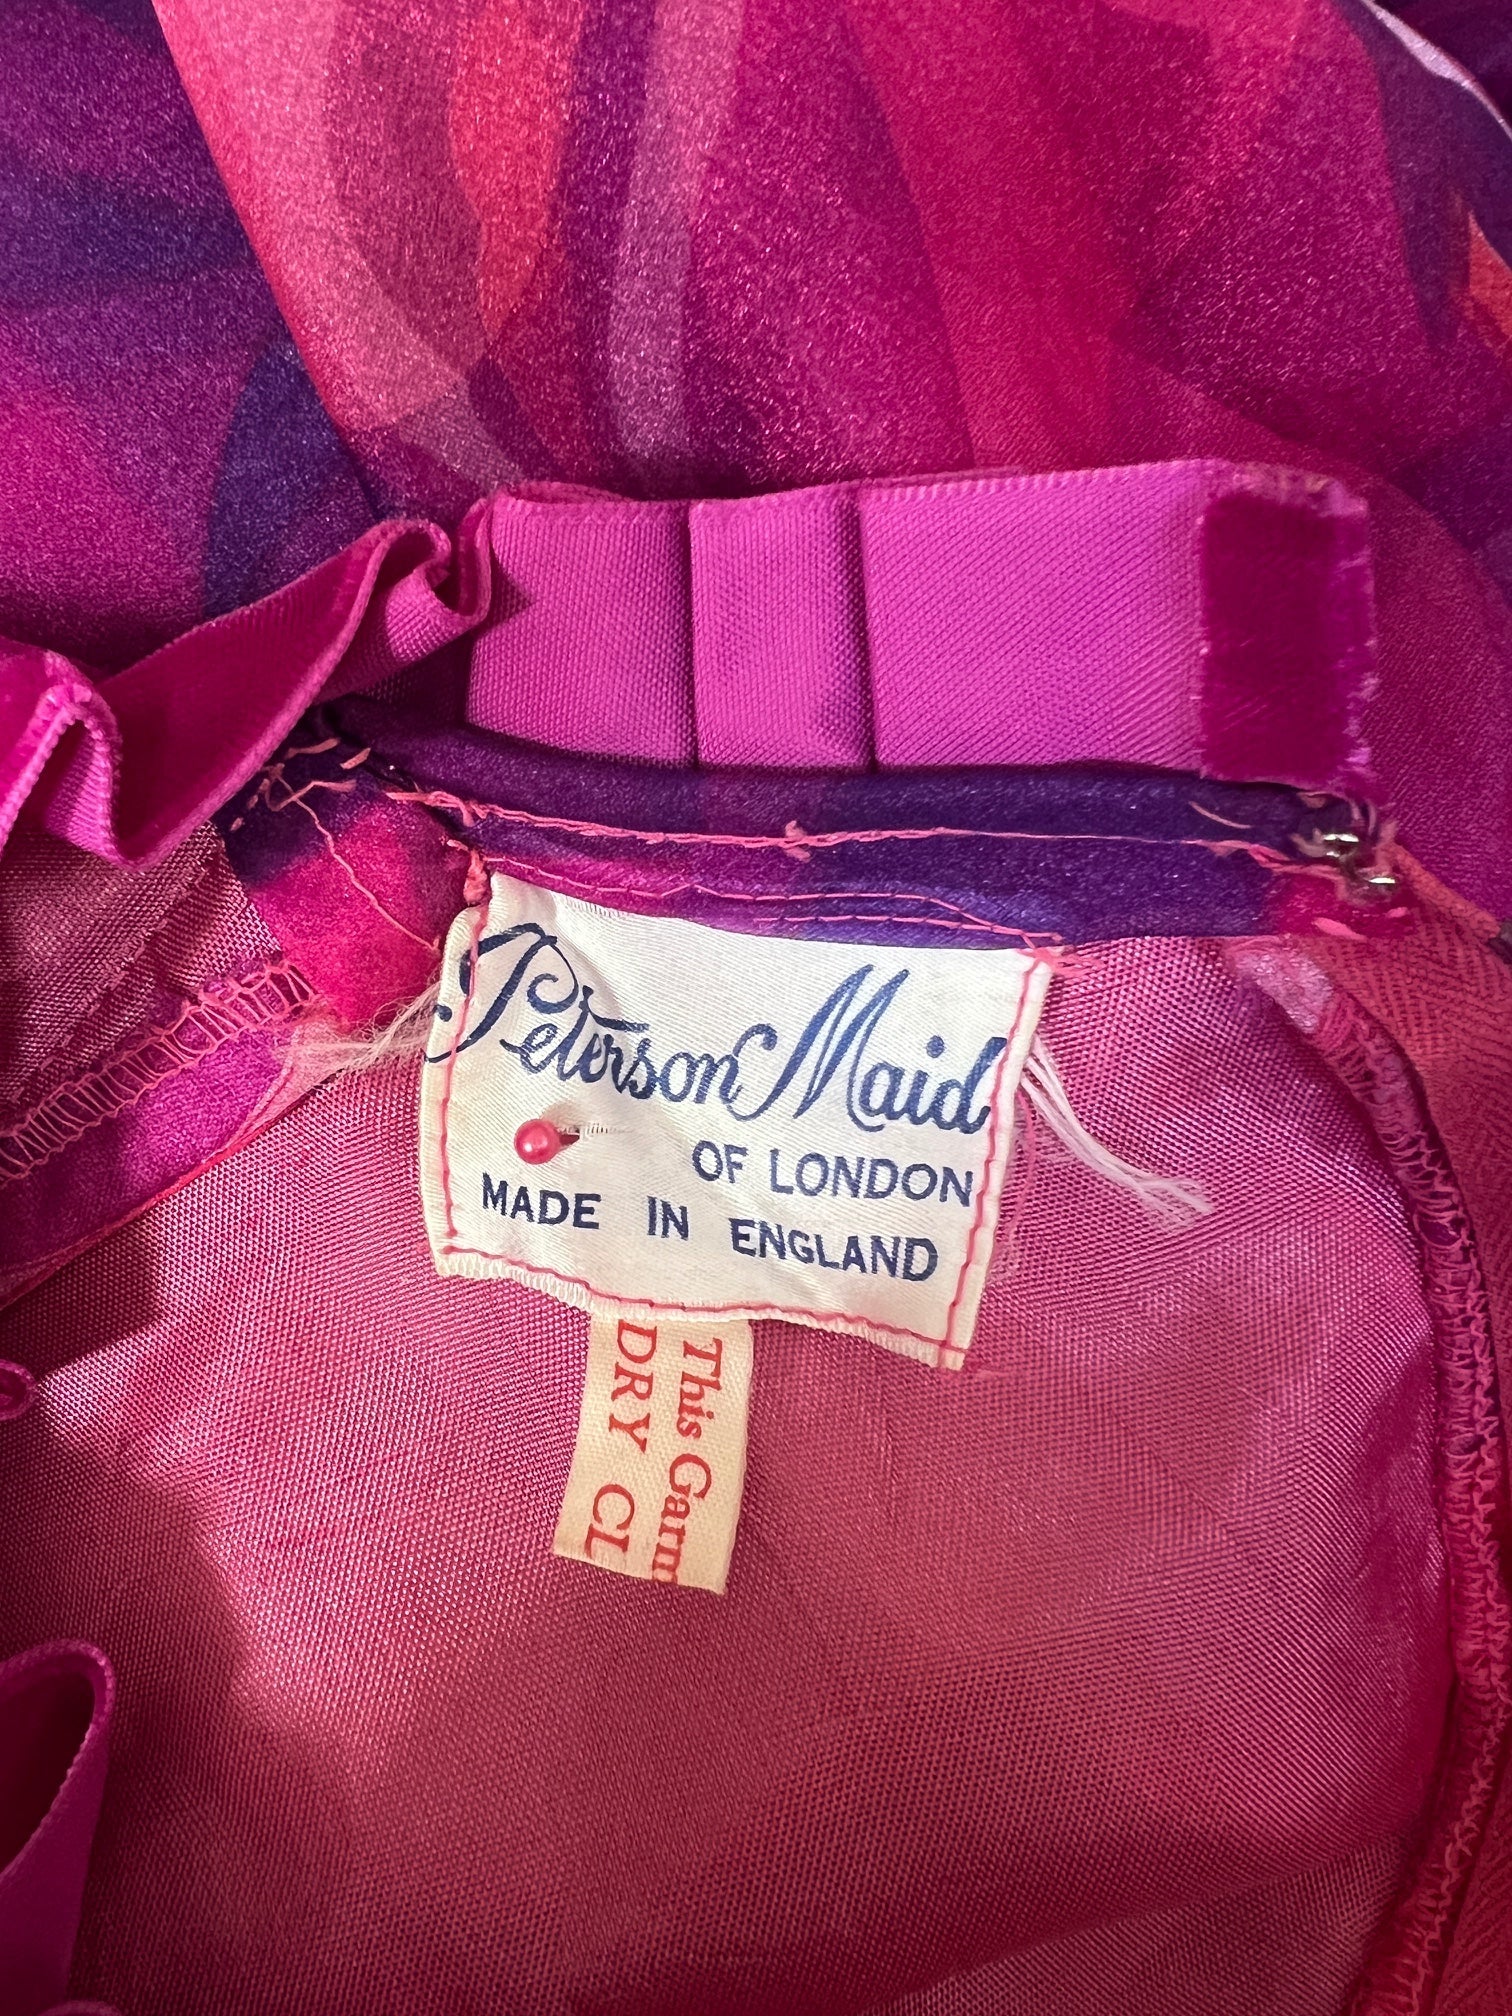 Peterson Maid
OF LONDON
MADE IN ENGLAND
This Garm
DRY CL